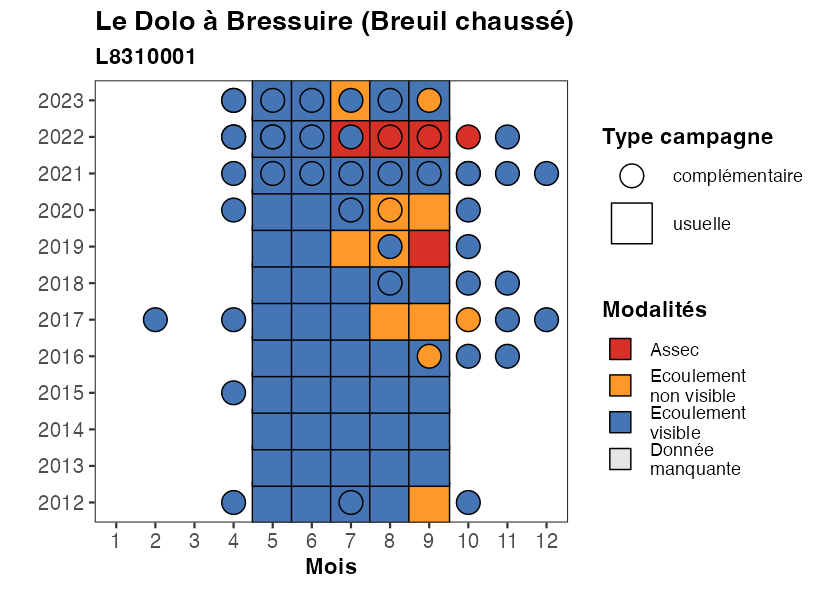 Le Dolo à Bressuire (Breuil chaussé)
L8310001
2023
2022
2021
2020
2019
2018
2017
2016
2015
2014
2013
2012
1 2 3 4 5 6 7 8 9 10 11 12
Mois
Type campagne
complémentaire
usuelle
Modalités
Assec
Ecoulement
non visible
Ecoulement
visible
Donnée
manquante